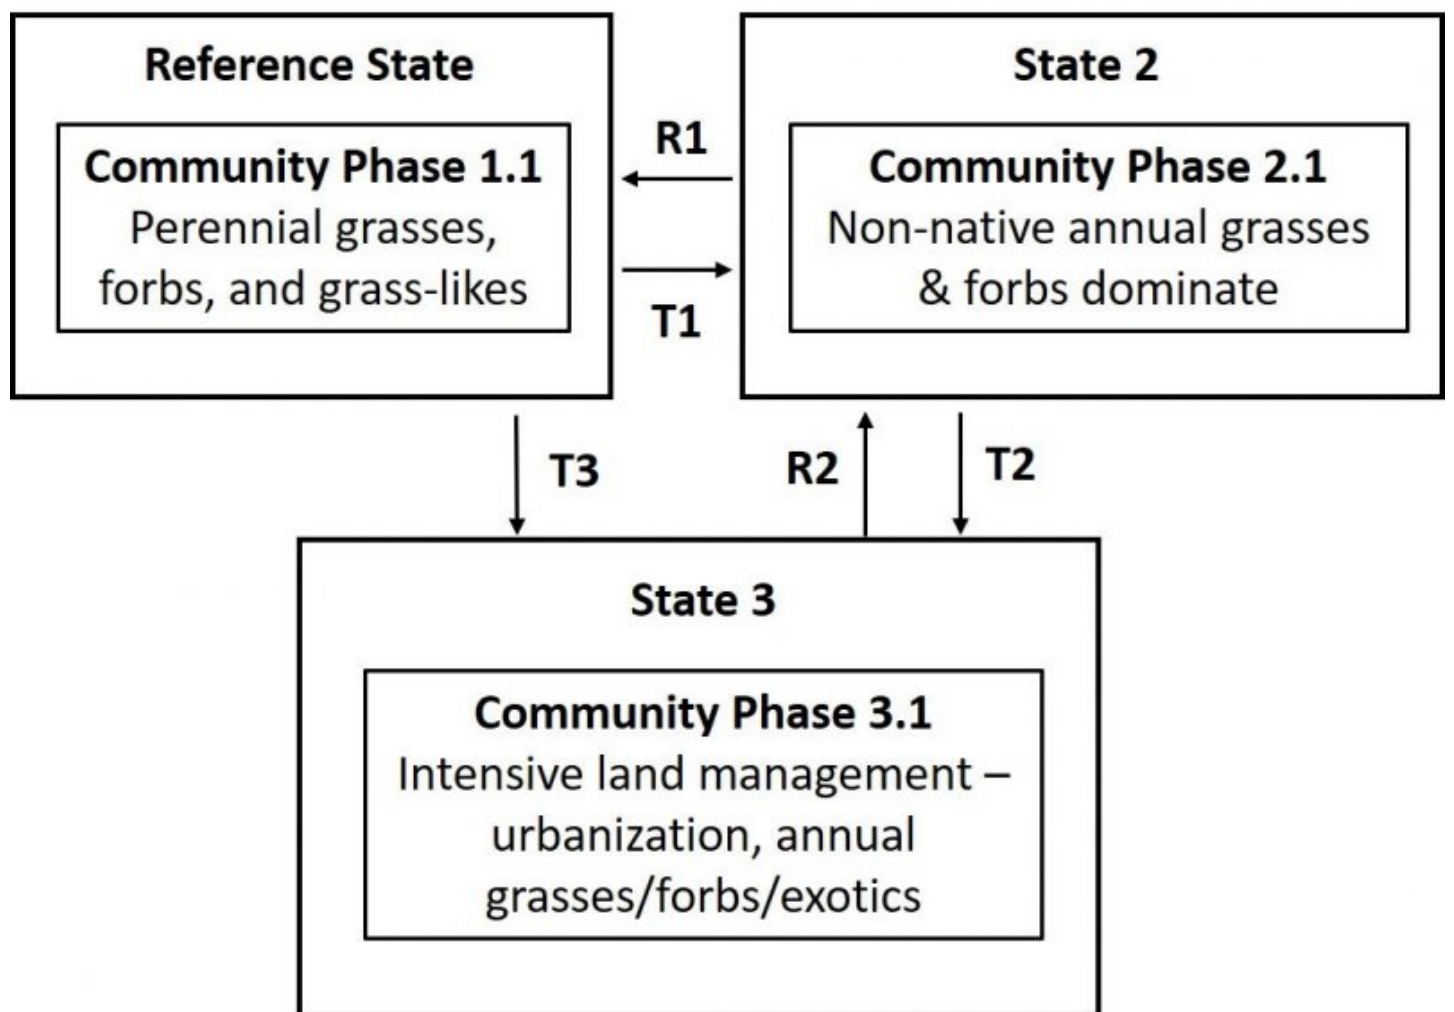 Reference State
Community Phase 1.1
Perennial grasses,
forbs, and grass-likes
R1
T1
State 2
Community Phase 2.1
Non-native annual grasses
& forbs dominate
T3
R2
T2
State 3
Community Phase 3.1
Intensive land management –
urbanization, annual
grasses/forbs/exotics